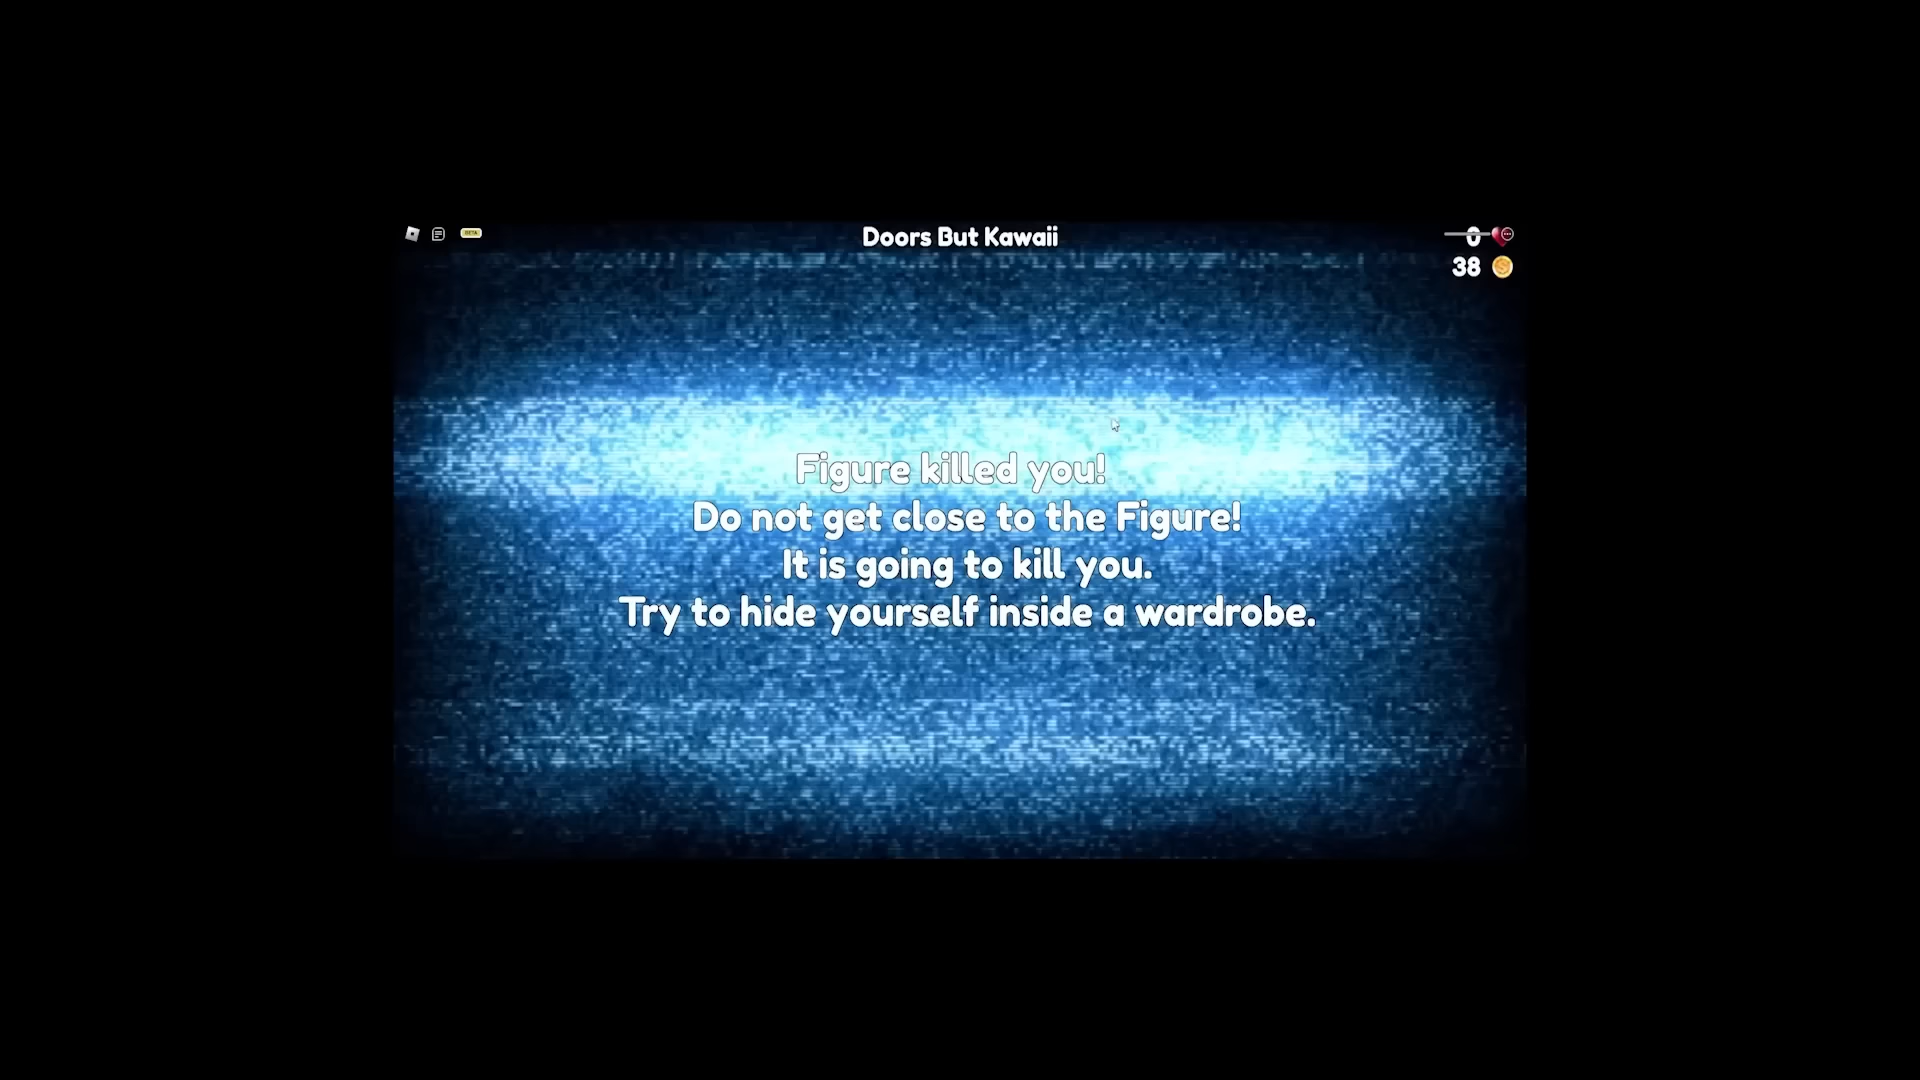 BETA
Doors But Kawaii
0
38
Figure killed you!
Do not get close to the Figure!
It is going to kill you.
Try to hide yourself inside a wardrobe.